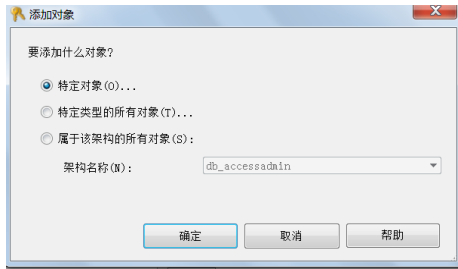 添加对象
要添加什么对象?
特定对象(O)...
特定类型的所有对象(T)...
属于该架构的所有对象(S):
架构名称(N): db_accessadmin
确定 取消 帮助